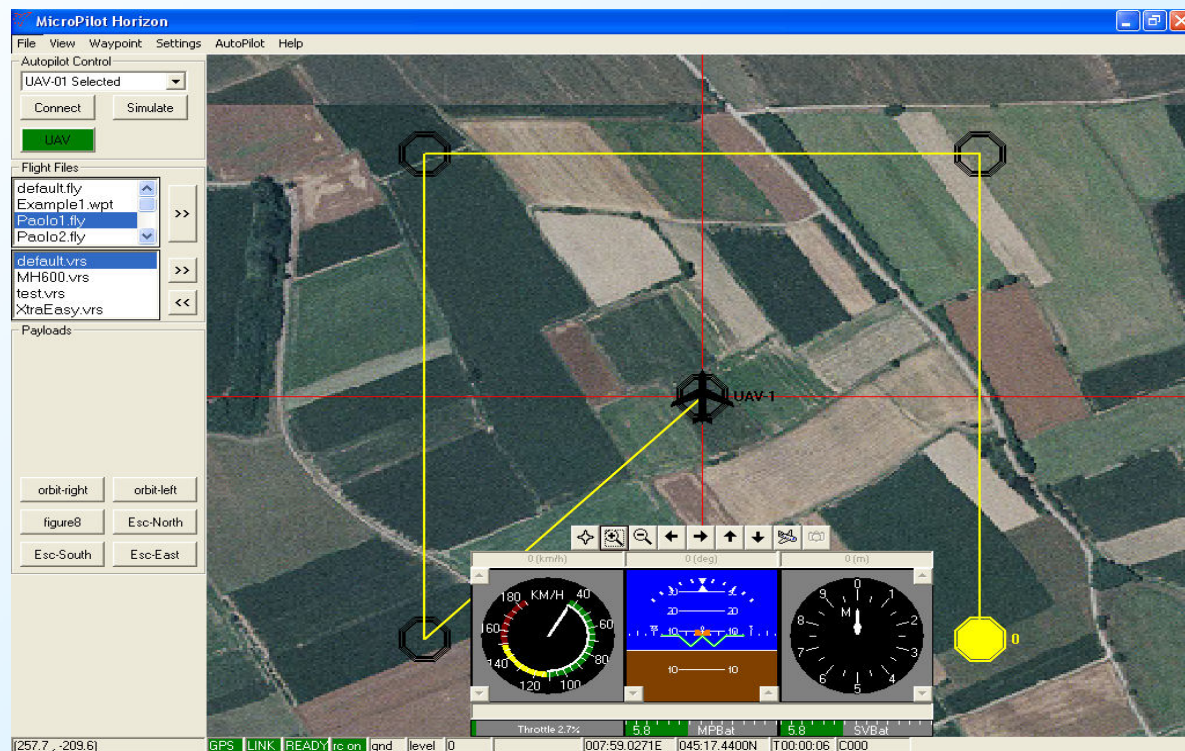 MicroPilot Horizon
File View Waypoint Settings AutoPilot Help
Autopilot Control
UAV-01 Selected
Connect Simulate
UAV
Flight Files
default.fly
Example1.wpt
Paolo1.fly
Paolo2.fly
>>
default.vrs
MH600.vrs
test.vrs
XtraEasy.vrs
>>
<<
Payloads
orbit-right orbit-left
figure8 Esc-North
Esc-South Esc-East
UAV-1
0
0 (km/h) 0 (deg) 0 (m)
KM/H
40 60 80 100 120 140 160 180
20 20
10 10
10 10
M
0 1 2 3 4 5 6 7 8 9
Throttle 2.7% 5.8 MPBat 5.8 SVBat
(257.7 , -209.6) GPS LINK READY rc on gnd level 0 007:59.0271E 045:17.4400N T00:00:06 C000